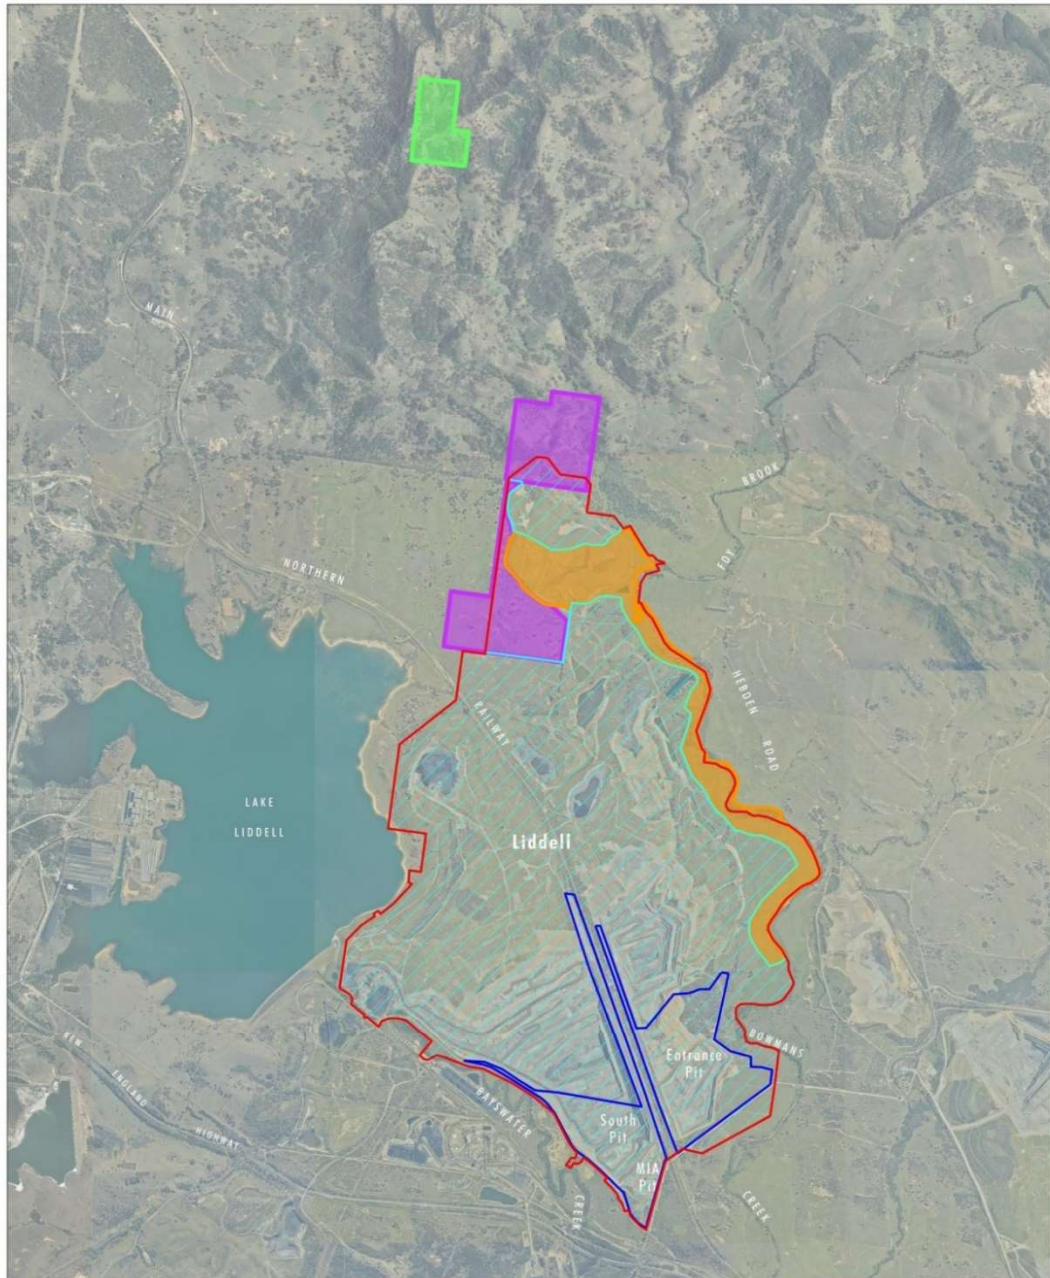 MAIN
BROOK
FOY
NORTHERN
HEBDEN
ROAD
RAILWAY
LAKE
LIDDELL
Liddell
NEW
ENGLAND
HIGHWAY
BAYSWATER
CREEK
BOWMANS
CREEK
Entrance
Pit
South
Pit
MIA
Pit